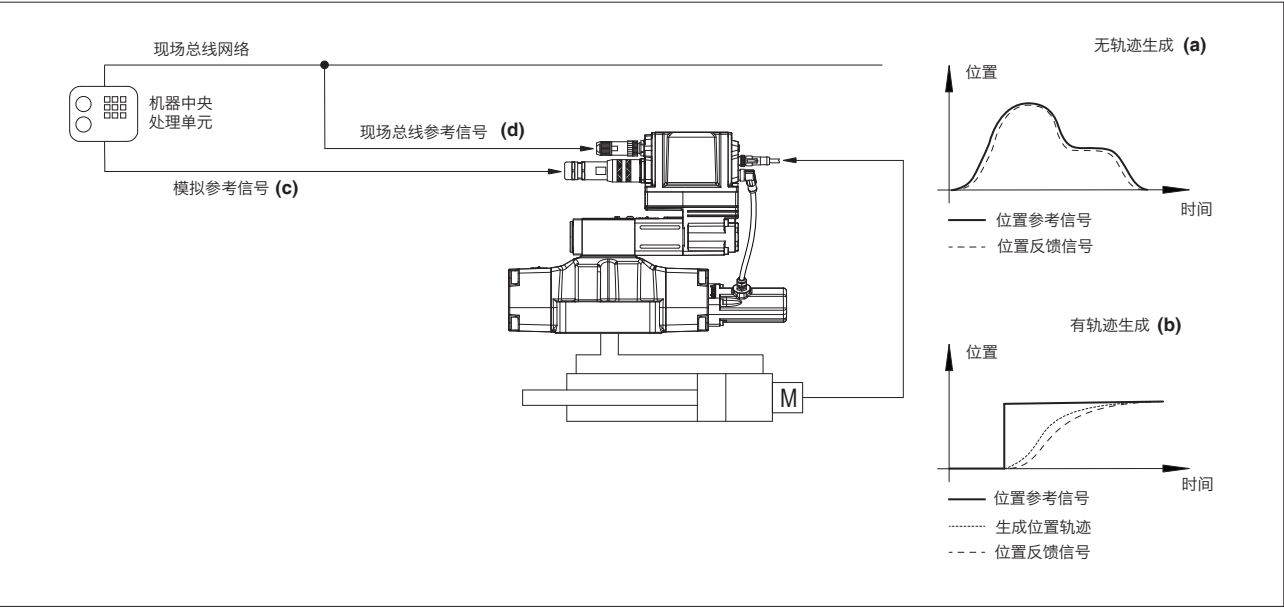 现场总线网络
机器中央
处理单元
现场总线参考信号 (d)
模拟参考信号 (c)
M
无轨迹生成 (a)
位置
时间
位置参考信号
位置反馈信号
有轨迹生成 (b)
位置
时间
位置参考信号
生成位置轨迹
位置反馈信号